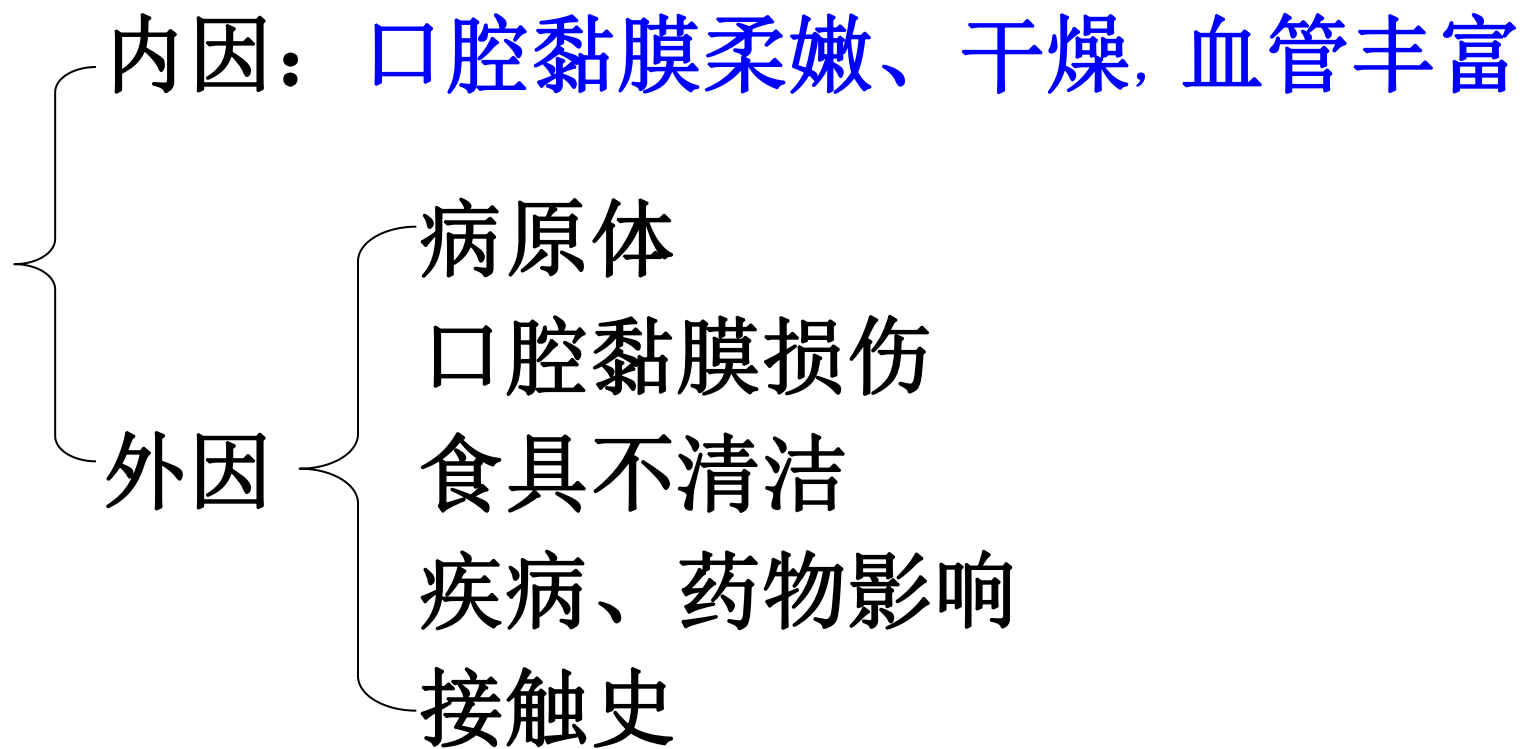 内因：口腔黏膜柔嫩、干燥,血管丰富
病原体
口腔黏膜损伤
外因
食具不清洁
疾病、药物影响
接触史